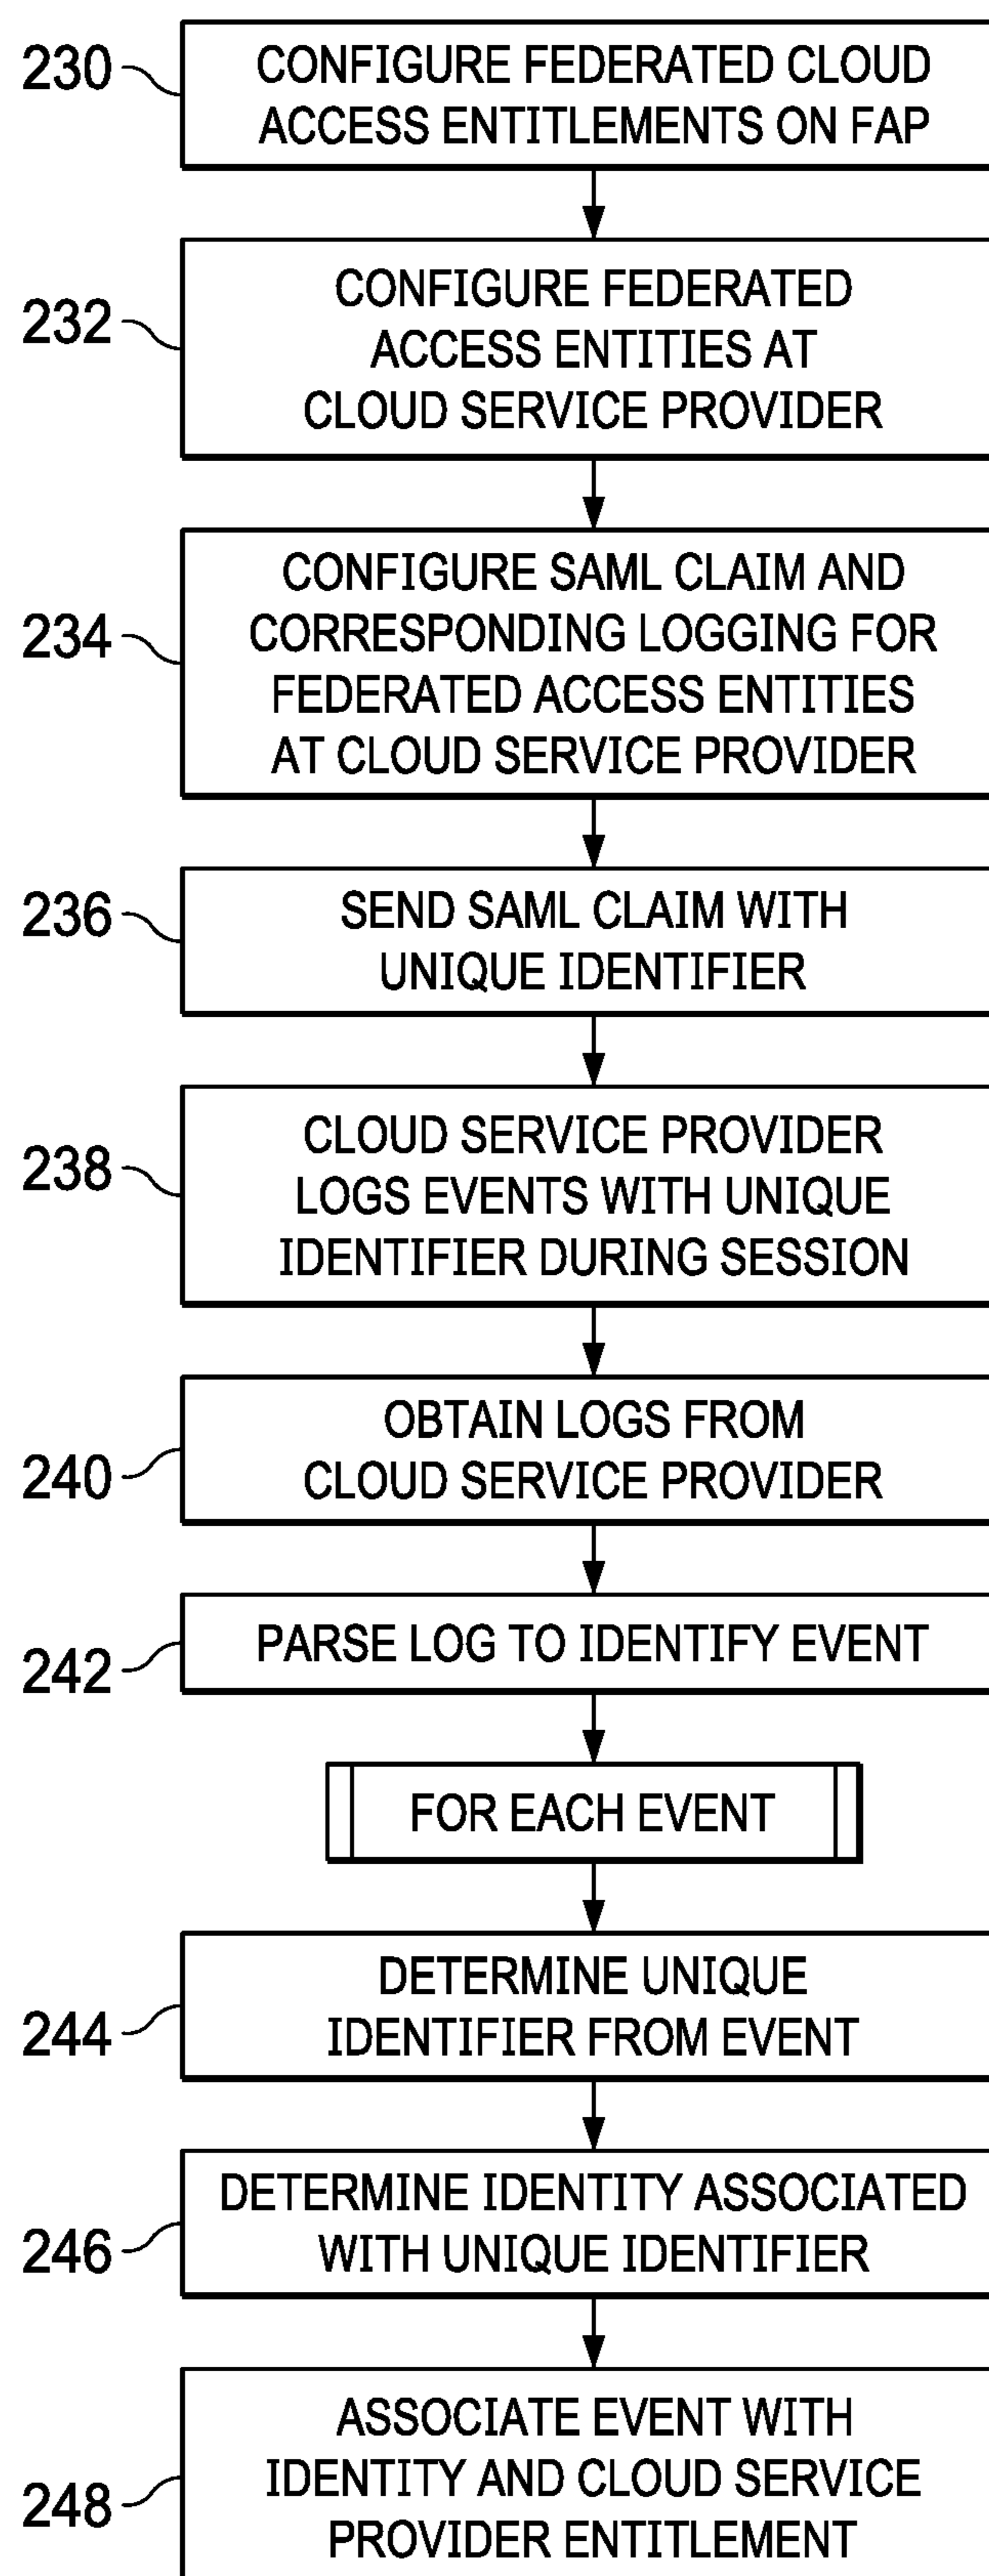 230
CONFIGURE FEDERATED CLOUD
ACCESS ENTITLEMENTS ON FAP
232
CONFIGURE FEDERATED
ACCESS ENTITIES AT
CLOUD SERVICE PROVIDER
234
CONFIGURE SAML CLAIM AND
CORRESPONDING LOGGING FOR
FEDERATED ACCESS ENTITIES
AT CLOUD SERVICE PROVIDER
236
SEND SAML CLAIM WITH
UNIQUE IDENTIFIER
238
CLOUD SERVICE PROVIDER
LOGS EVENTS WITH UNIQUE
IDENTIFIER DURING SESSION
240
OBTAIN LOGS FROM
CLOUD SERVICE PROVIDER
242
PARSE LOG TO IDENTIFY EVENT
FOR EACH EVENT
244
DETERMINE UNIQUE
IDENTIFIER FROM EVENT
246
DETERMINE IDENTITY ASSOCIATED
WITH UNIQUE IDENTIFIER
248
ASSOCIATE EVENT WITH
IDENTITY AND CLOUD SERVICE
PROVIDER ENTITLEMENT